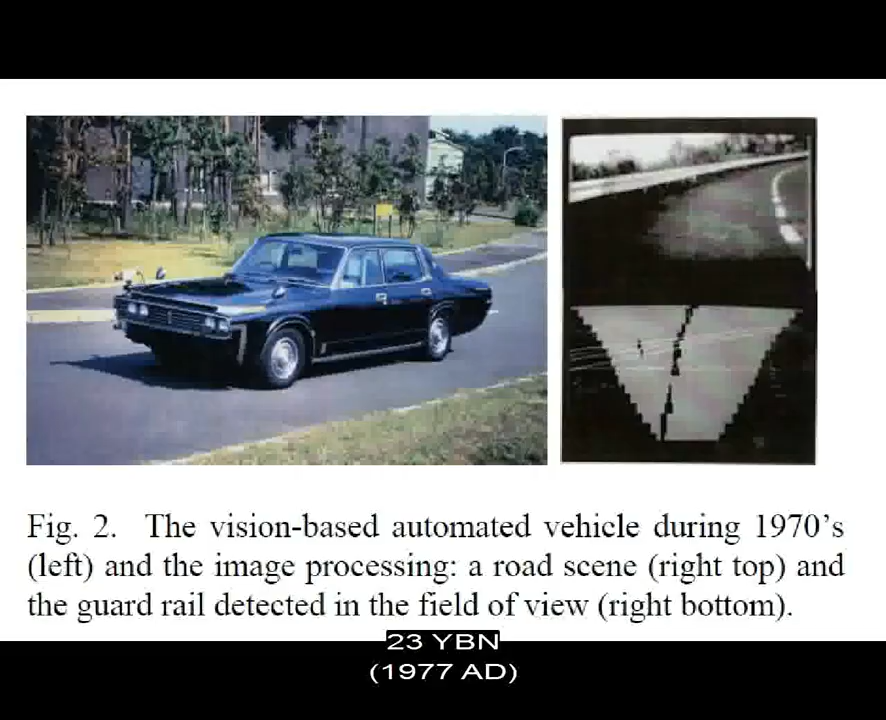 Fig. 2. The vision-based automated vehicle during 1970's
(left) and the image processing: a road scene (right top) and
the guard rail detected in the field of view (right bottom).
23 YBN
(1977 AD)